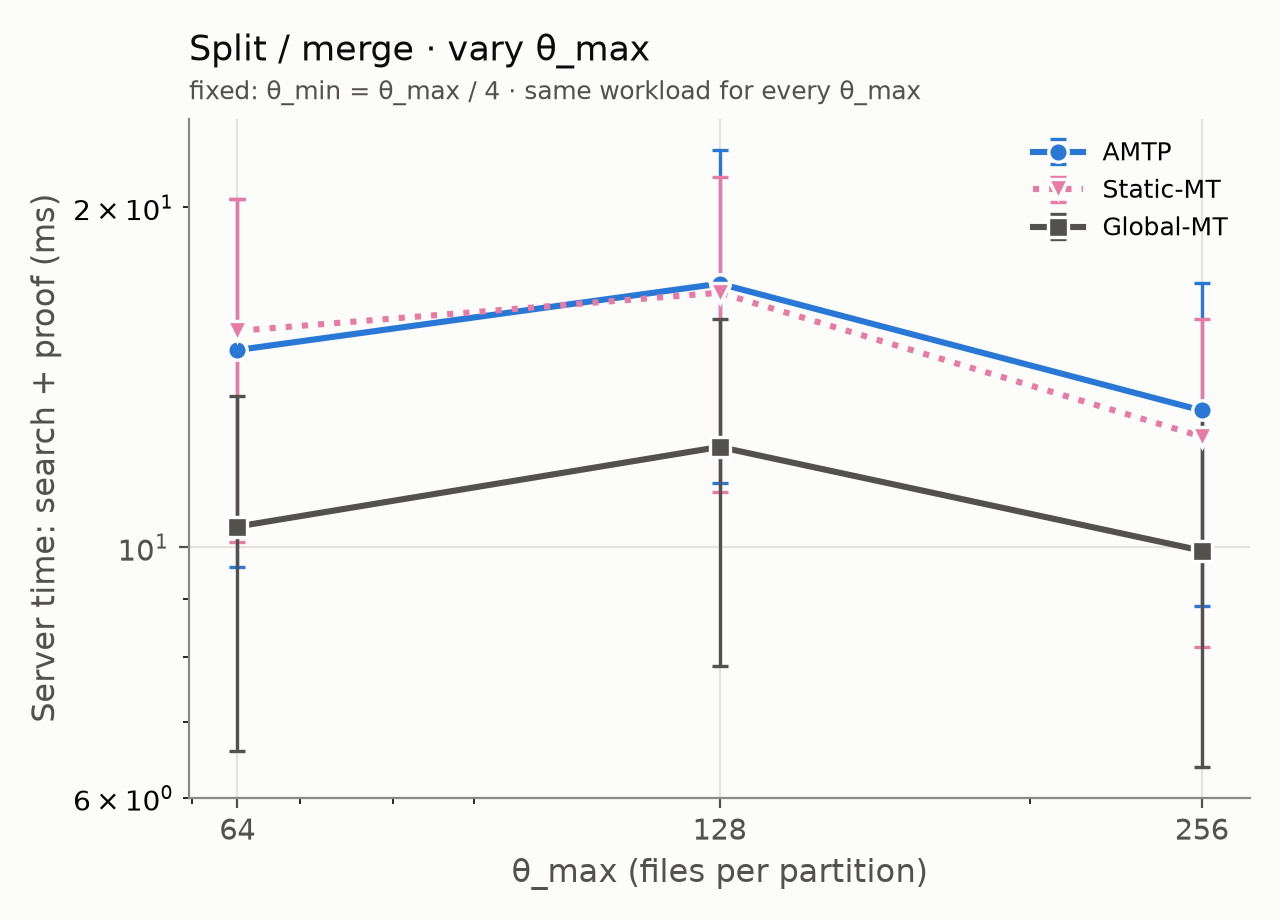 Split / merge · vary θ_max
fixed: θ_min = θ_max / 4 · same workload for every θ_max
AMTP
Static-MT
Global-MT
Server time: search + proof (ms)
2 × 10¹
10¹
6 × 10⁰
64
128
256
θ_max (files per partition)